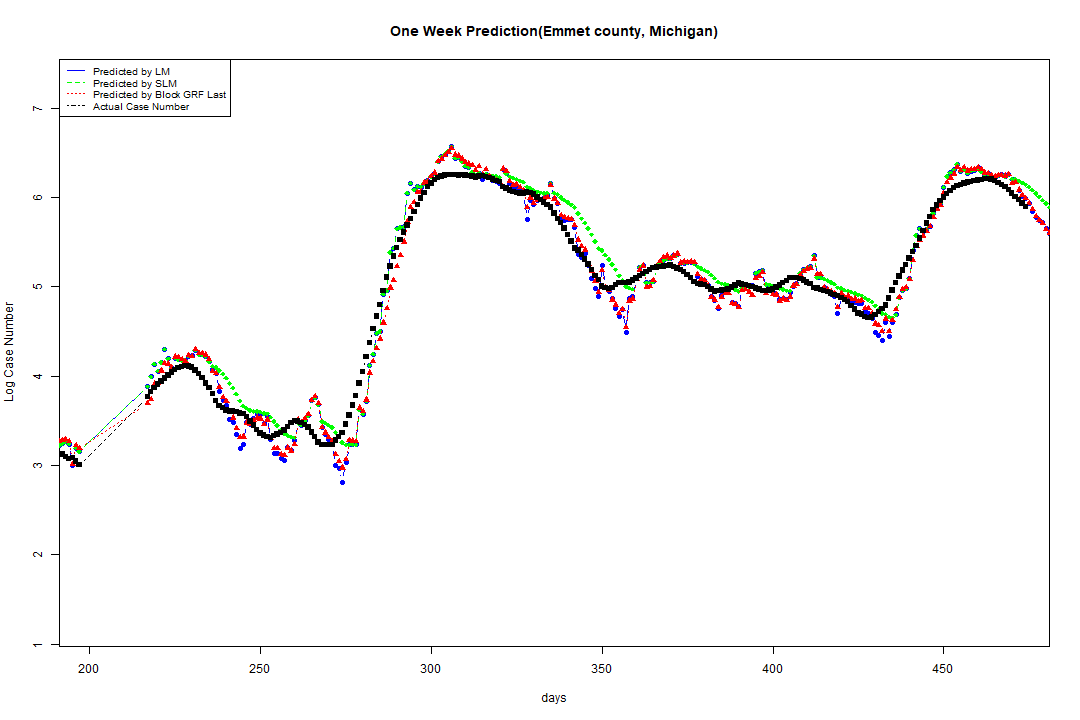 One Week Prediction(Emmet county, Michigan)
Predicted by LM
Predicted by SLM
Predicted by Block GRF Last
Actual Case Number
7
6
5
4
3
2
1
Log Case Number
200 250 300 350 400 450
days